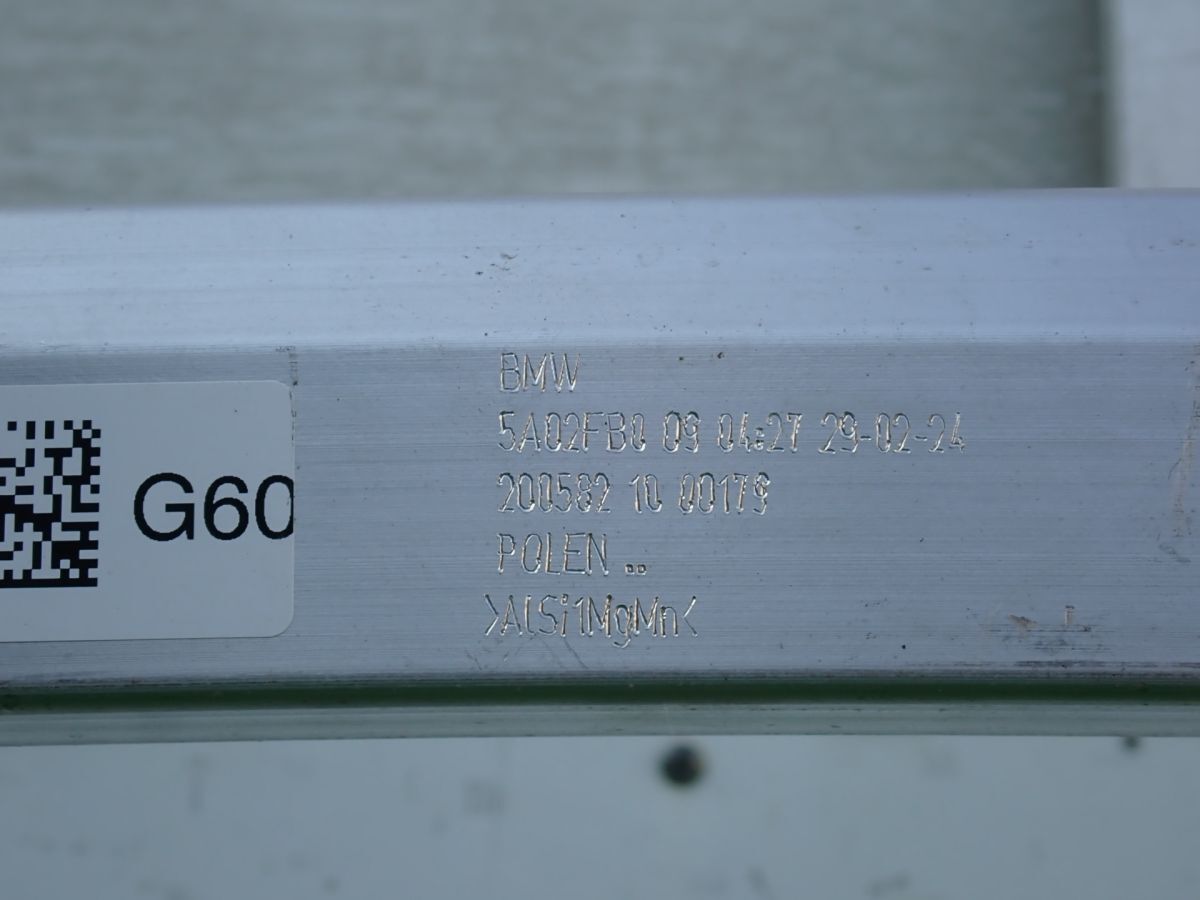 G60
BMW
5A02FB0 09 04:27 29-02-24
200582 10 00179
POLEN ..
>AlSi1MgMn<